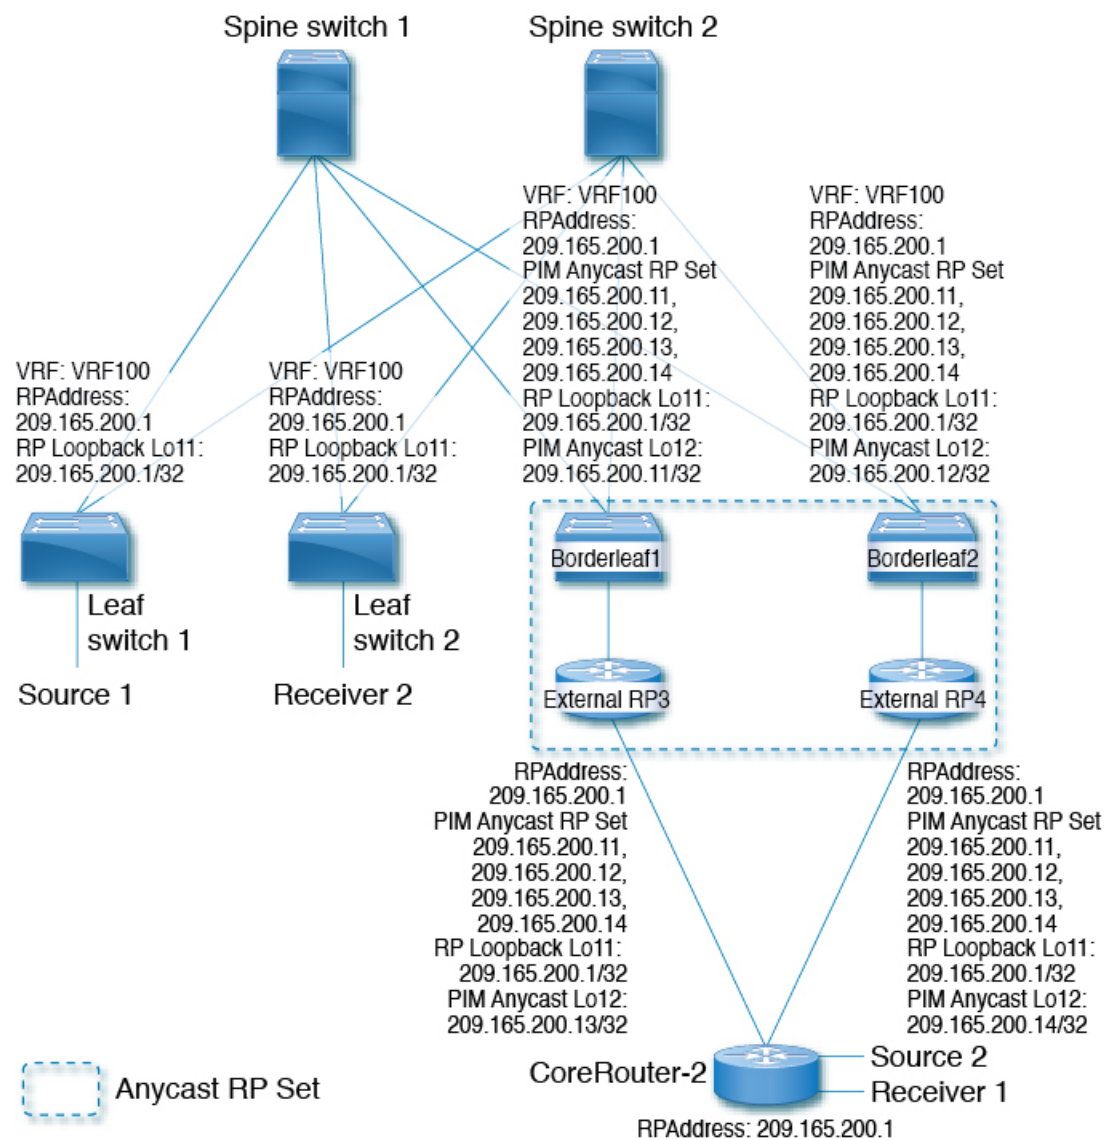 Spine switch 1
Spine switch 2
VRF: VRF100
RPAddress:
209.165.200.1
PIM Anycast RP Set
209.165.200.11,
209.165.200.12,
209.165.200.13,
209.165.200.14
RP Loopback Lo11:
209.165.200.1/32
PIM Anycast Lo12:
209.165.200.11/32
VRF: VRF100
RPAddress:
209.165.200.1
PIM Anycast RP Set
209.165.200.11,
209.165.200.12,
209.165.200.13,
209.165.200.14
RP Loopback Lo11:
209.165.200.1/32
PIM Anycast Lo12:
209.165.200.12/32
VRF: VRF100
RPAddress:
209.165.200.1
RP Loopback Lo11:
209.165.200.1/32
VRF: VRF100
RPAddress:
209.165.200.1
RP Loopback Lo11:
209.165.200.1/32
Borderleaf1
Borderleaf2
Leaf
switch 1
Leaf
switch 2
Source 1
Receiver 2
External RP3
External RP4
RPAddress:
209.165.200.1
PIM Anycast RP Set
209.165.200.11,
209.165.200.12,
209.165.200.13,
209.165.200.14
RP Loopback Lo11:
209.165.200.1/32
PIM Anycast Lo12:
209.165.200.13/32
RPAddress:
209.165.200.1
PIM Anycast RP Set
209.165.200.11,
209.165.200.12,
209.165.200.13,
209.165.200.14
RP Loopback Lo11:
209.165.200.1/32
PIM Anycast Lo12:
209.165.200.14/32
CoreRouter-2
Source 2
Receiver 1
RPAddress: 209.165.200.1
Anycast RP Set